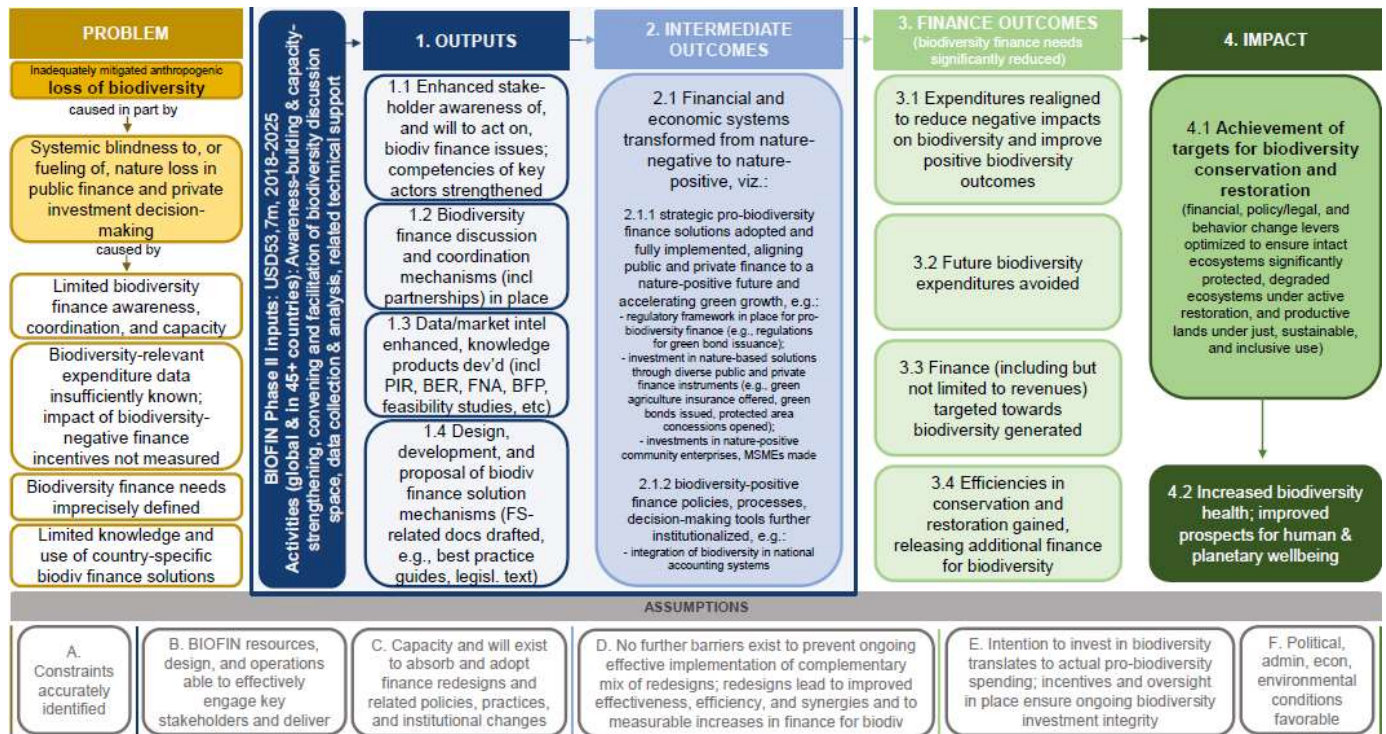 PROBLEM
Inadequately mitigated anthropogenic
loss of biodiversity
caused in part by
Systemic blindness to, or
fueling of, nature loss in
public finance and private
investment decision-
making
caused by
Limited biodiversity
finance awareness,
coordination, and capacity
Biodiversity-relevant
expenditure data
insufficiently known;
impact of biodiversity-
negative finance
incentives not measured
Biodiversity finance needs
imprecisely defined
Limited knowledge and
use of country-specific
biodiv finance solutions
BIOFIN Phase II inputs: USD53,7m, 2018-2025
Activities (global & in 45+ countries): Awareness-building & capacity-
strengthening, convening and facilitation of biodiversity discussion
space, data collection & analysis, related technical support
1. OUTPUTS
1.1 Enhanced stake-
holder awareness of,
and will to act on,
biodiv finance issues;
competencies of key
actors strengthened
1.2 Biodiversity
finance discussion
and coordination
mechanisms (incl
partnerships) in place
1.3 Data/market intel
enhanced, knowledge
products dev'd (incl
PIR, BER, FNA, BFP,
feasibility studies, etc)
1.4 Design,
development, and
proposal of biodiv
finance solution
mechanisms (FS-
related docs drafted,
e.g., best practice
guides, legisl. text)
2. INTERMEDIATE
OUTCOMES
2.1 Financial and
economic systems
transformed from nature-
negative to nature-
positive, viz.:
2.1.1 strategic pro-biodiversity
finance solutions adopted and
fully implemented, aligning
public and private finance to a
nature-positive future and
accelerating green growth, e.g.:
- regulatory framework in place for pro-
biodiversity finance (e.g., regulations
for green bond issuance);
- investment in nature-based solutions
through diverse public and private
finance instruments (e.g., green
agriculture insurance offered, green
bonds issued, protected area
concessions opened);
- investments in nature-positive
community enterprises, MSMEs made
2.1.2 biodiversity-positive
finance policies, processes,
decision-making tools further
institutionalized, e.g.:
- integration of biodiversity in national
accounting systems
3. FINANCE OUTCOMES
(biodiversity finance needs
significantly reduced)
3.1 Expenditures realigned
to reduce negative impacts
on biodiversity and improve
positive biodiversity
outcomes
3.2 Future biodiversity
expenditures avoided
3.3 Finance (including but
not limited to revenues)
targeted towards
biodiversity generated
3.4 Efficiencies in
conservation and
restoration gained,
releasing additional finance
for biodiversity
4. IMPACT
4.1 Achievement of
targets for biodiversity
conservation and
restoration
(financial, policy/legal, and
behavior change levers
optimized to ensure intact
ecosystems significantly
protected, degraded
ecosystems under active
restoration, and productive
lands under just, sustainable,
and inclusive use)
4.2 Increased biodiversity
health; improved
prospects for human &
planetary wellbeing
ASSUMPTIONS
A.
Constraints
accurately
identified
B. BIOFIN resources,
design, and operations
able to effectively
engage key
stakeholders and deliver
C. Capacity and will exist
to absorb and adopt
finance redesigns and
related policies, practices,
and institutional changes
D. No further barriers exist to prevent ongoing
effective implementation of complementary
mix of redesigns; redesigns lead to improved
effectiveness, efficiency, and synergies and to
measurable increases in finance for biodiv
E. Intention to invest in biodiversity
translates to actual pro-biodiversity
spending; incentives and oversight
in place ensure ongoing biodiversity
investment integrity
F. Political,
admin, econ,
environmental
conditions
favorable